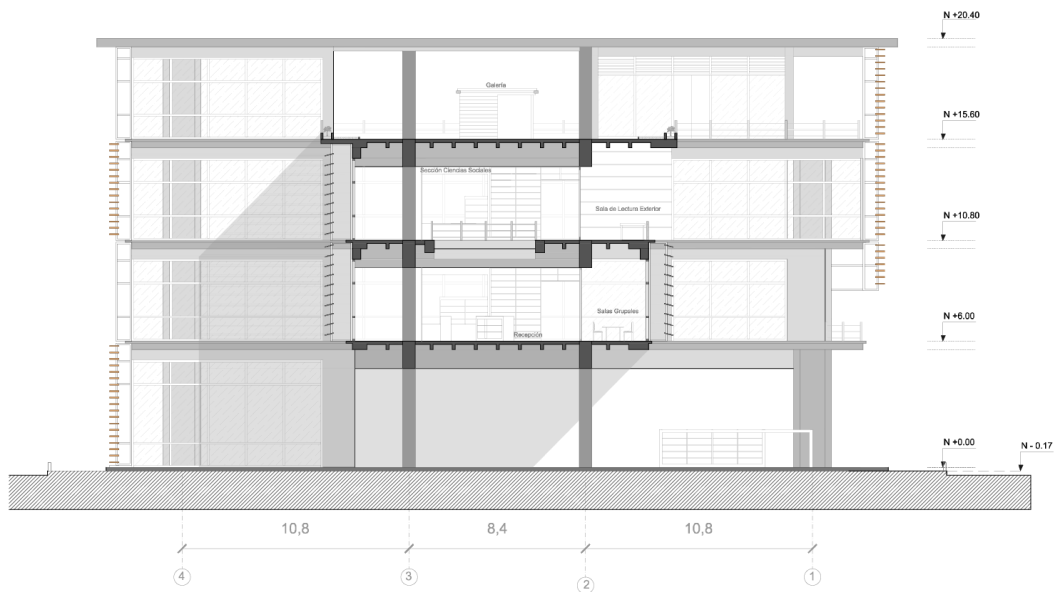 N +20.40
Galería
N +15.60
Sección Ciencias Sociales
Sala de Lectura Exterior
N +10.80
Salas Grupales
N +6.00
Recepción
N +0.00
N - 0.17
10,8
8,4
10,8
4
3
2
1